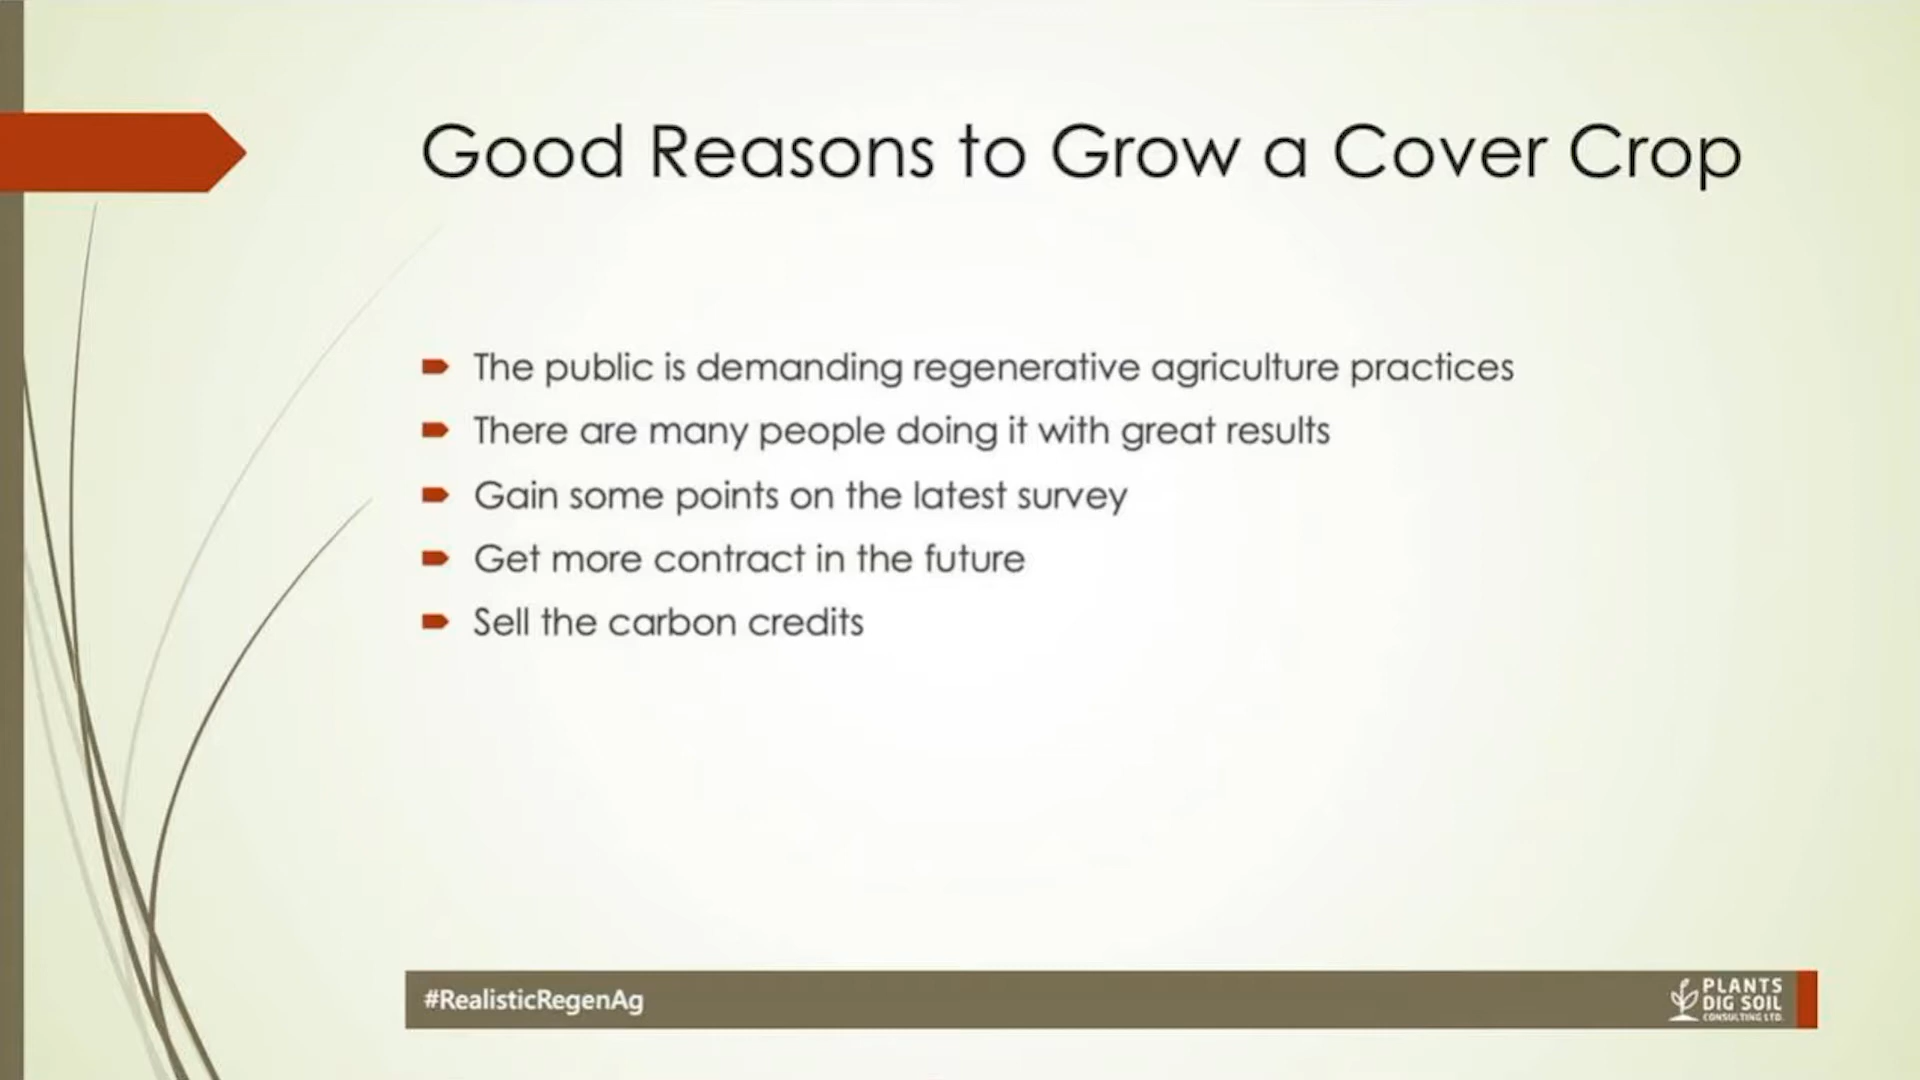 Good Reasons to Grow a Cover Crop
The public is demanding regenerative agriculture practices
There are many people doing it with great results
Gain some points on the latest survey
Get more contract in the future
Sell the carbon credits
#RealisticRegenAg
PLANTS
DIG SOIL
CONSULTING LTD.